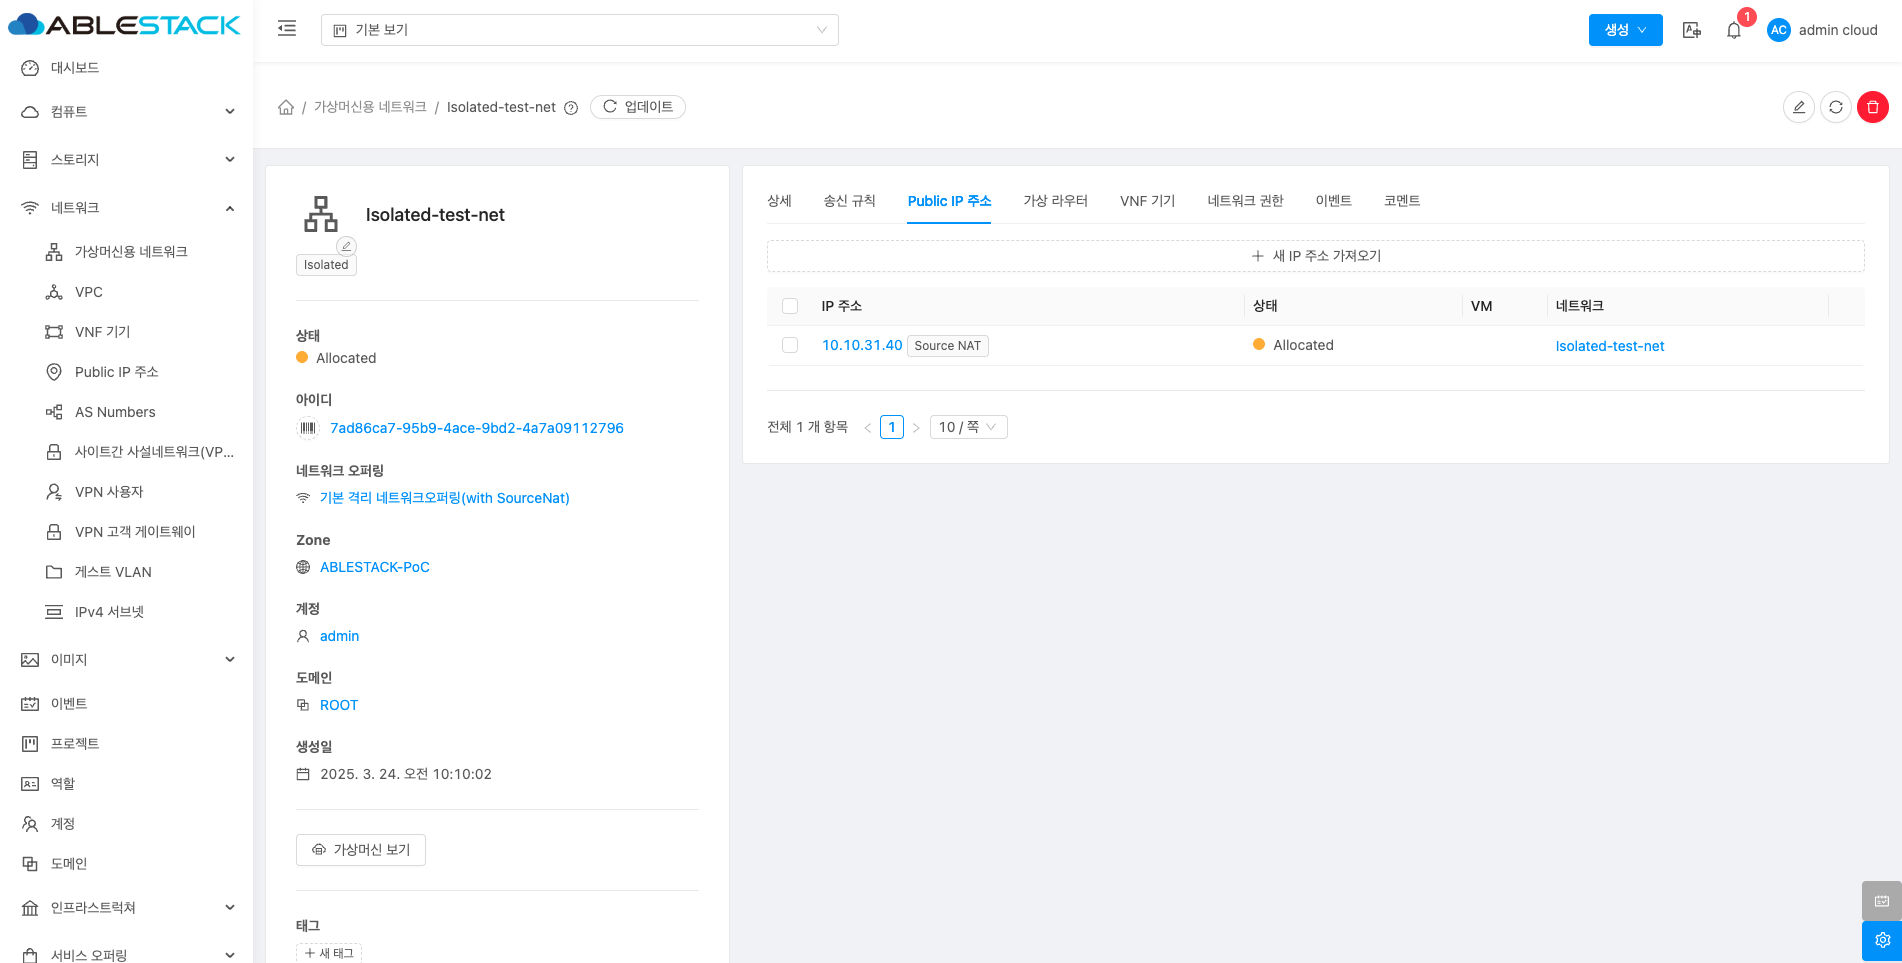 ABLESTACK
기본 보기
생성
1
AC
admin cloud
대시보드
컴퓨트
스토리지
네트워크
가상머신용 네트워크
VPC
VNF 기기
Public IP 주소
AS Numbers
사이트간 사설네트워크(VP...
VPN 사용자
VPN 고객 게이트웨이
게스트 VLAN
IPv4 서브넷
이미지
이벤트
프로젝트
역할
계정
도메인
인프라스트럭쳐
서비스 오퍼링
/ 가상머신용 네트워크 / Isolated-test-net
업데이트
Isolated-test-net
Isolated
상태
Allocated
아이디
7ad86ca7-95b9-4ace-9bd2-4a7a09112796
네트워크 오퍼링
기본 격리 네트워크오퍼링(with SourceNat)
Zone
ABLESTACK-PoC
계정
admin
도메인
ROOT
생성일
2025. 3. 24. 오전 10:10:02
가상머신 보기
태그
+ 새 태그
상세 송신 규칙 Public IP 주소 가상 라우터 VNF 기기 네트워크 권한 이벤트 코멘트
+ 새 IP 주소 가져오기
IP 주소 상태 VM 네트워크
10.10.31.40 Source NAT Allocated Isolated-test-net
전체 1 개 항목 < 1 > 10 / 쪽